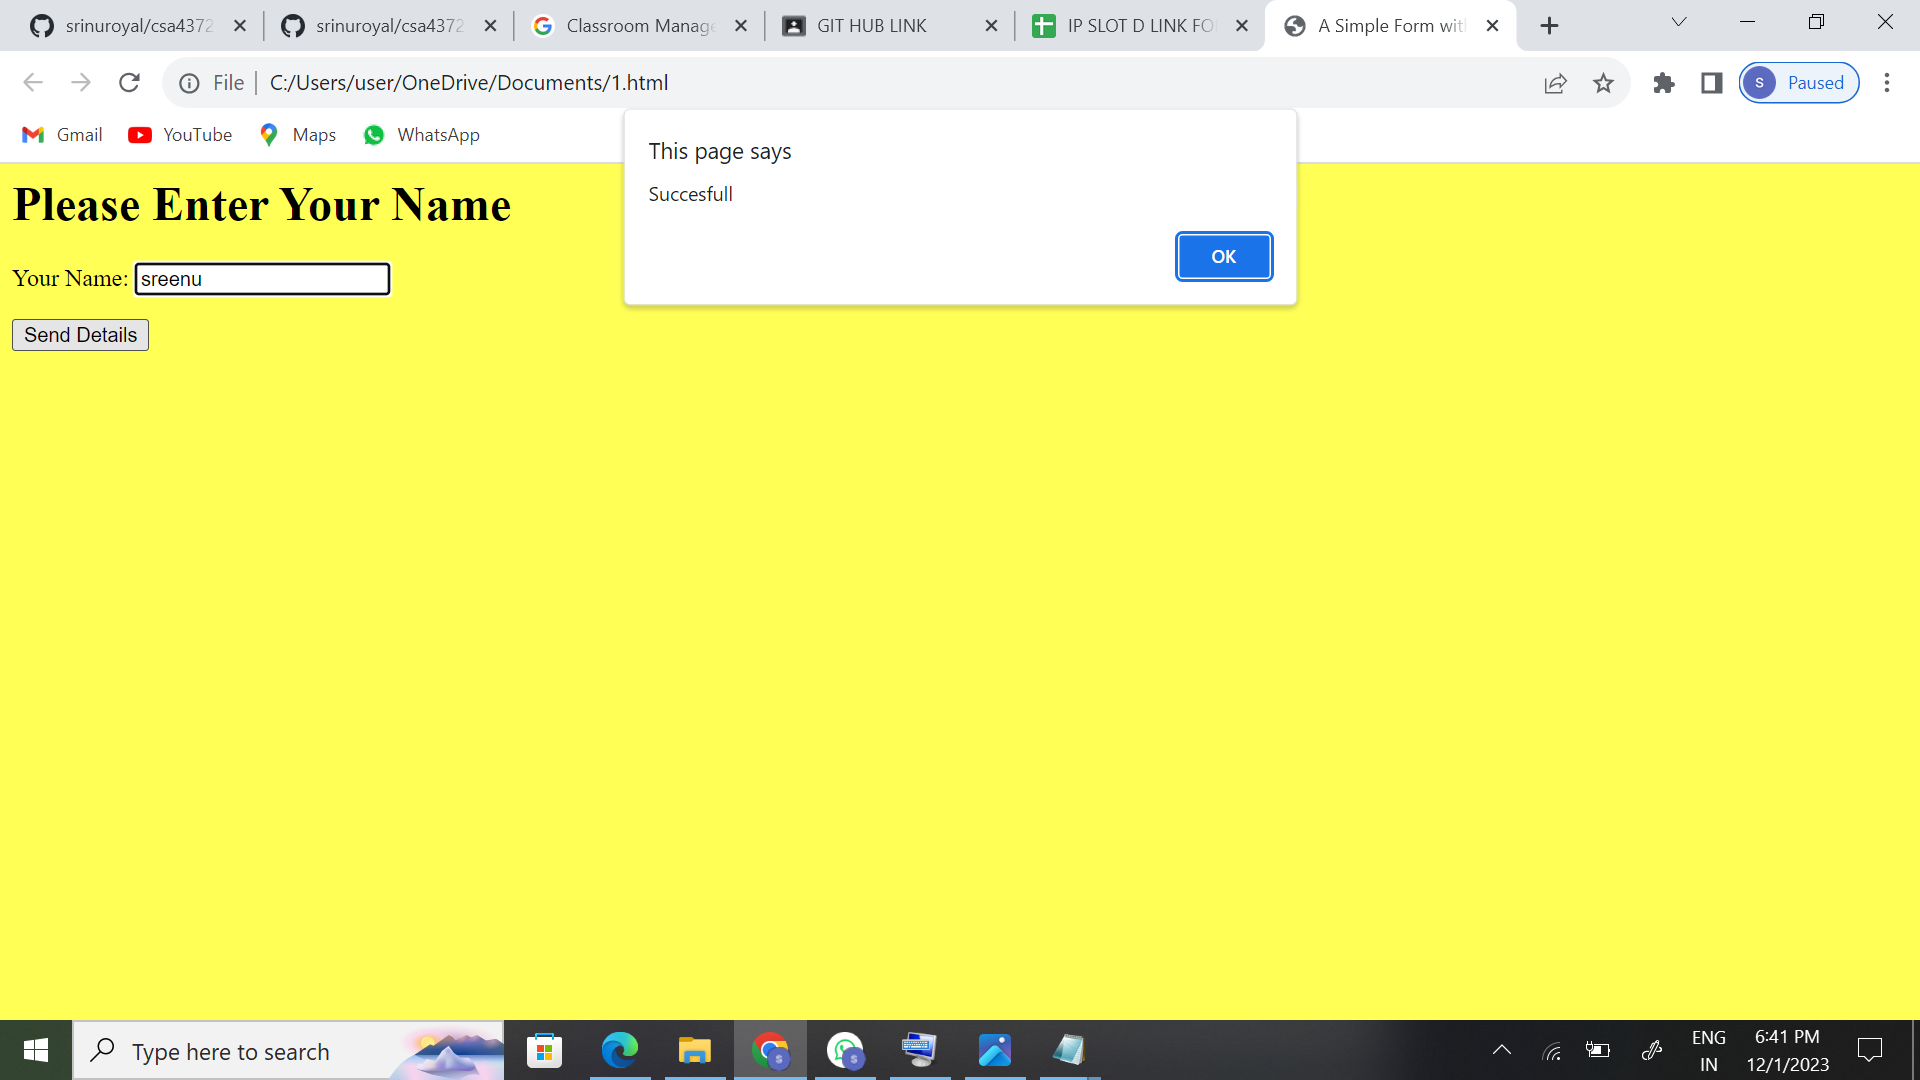 srinuroyal/csa4372
srinuroyal/csa4372
Classroom Manage
GIT HUB LINK
IP SLOT D LINK FO
A Simple Form wit
File
C:/Users/user/OneDrive/Documents/1.html
S
Paused
Gmail
YouTube
Maps
WhatsApp
This page says
Succesfull
OK
Please Enter Your Name
Your Name: sreenu
Send Details
Type here to search
S
S
ENG
IN
6:41 PM
12/1/2023